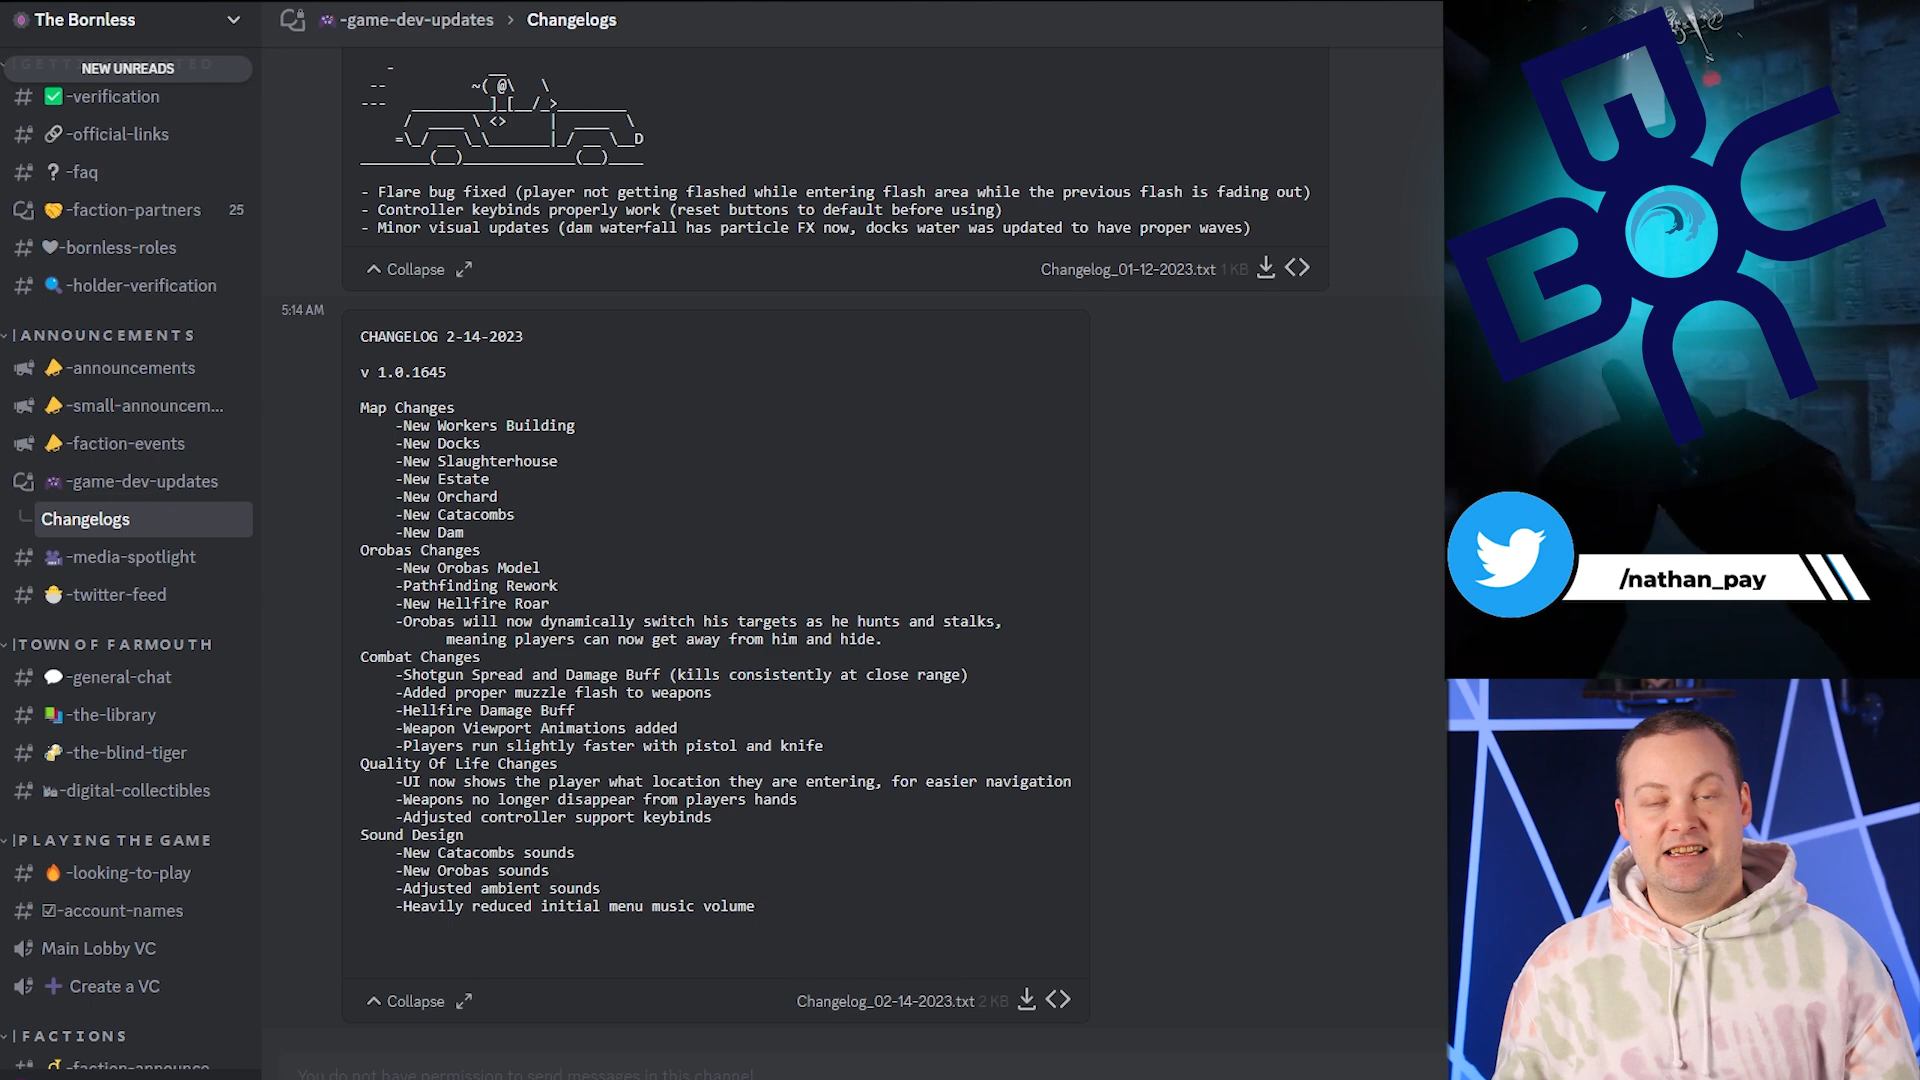 The Bornless
NEW UNREADS
-verification
-official-links
-faq
-faction-partners 25
-bornless-roles
-holder-verification
ANNOUNCEMENTS
-announcements
-small-announcem...
-faction-events
-game-dev-updates
Changelogs
-media-spotlight
-twitter-feed
TOWN OF FARMOUTH
-general-chat
-the-library
-the-blind-tiger
-digital-collectibles
PLAYING THE GAME
-looking-to-play
-account-names
Main Lobby VC
Create a VC
FACTIONS
-faction-announce
-game-dev-updates > Changelogs
- Flare bug fixed (player not getting flashed while entering flash area while the previous flash is fading out)
- Controller keybinds properly work (reset buttons to default before using)
- Minor visual updates (dam waterfall has particle FX now, docks water was updated to have proper waves)
Collapse Changelog_01-12-2023.txt 1 KB
5:14 AM
CHANGELOG 2-14-2023
v 1.0.1645
Map Changes
-New Workers Building
-New Docks
-New Slaughterhouse
-New Estate
-New Orchard
-New Catacombs
-New Dam
Orobas Changes
-New Orobas Model
-Pathfinding Rework
-New Hellfire Roar
-Orobas will now dynamically switch his targets as he hunts and stalks,
meaning players can now get away from him and hide.
Combat Changes
-Shotgun Spread and Damage Buff (kills consistently at close range)
-Added proper muzzle flash to weapons
-Hellfire Damage Buff
-Weapon Viewport Animations added
-Players run slightly faster with pistol and knife
Quality Of Life Changes
-UI now shows the player what location they are entering, for easier navigation
-Weapons no longer disappear from players hands
-Adjusted controller support keybinds
Sound Design
-New Catacombs sounds
-New Orobas sounds
-Adjusted ambient sounds
-Heavily reduced initial menu music volume
Collapse Changelog_02-14-2023.txt 2 KB
You do not have permission to send messages in this channel
/nathan_pay